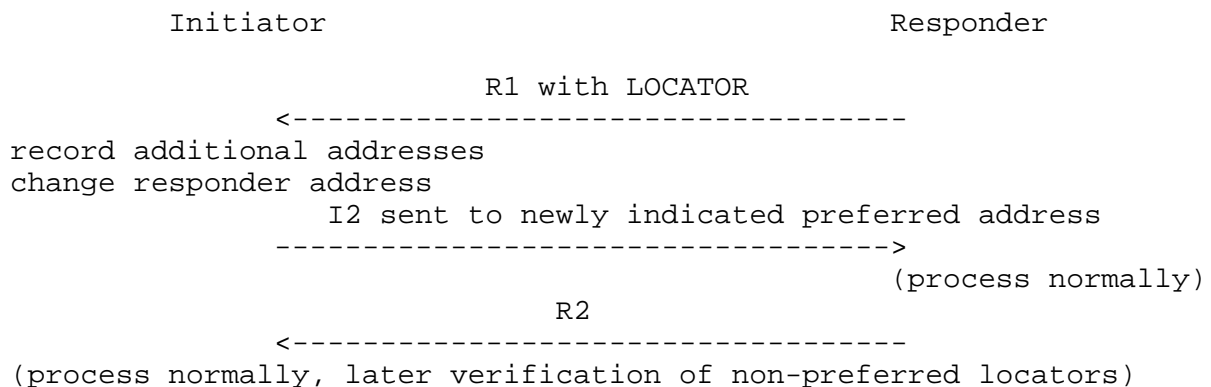 Initiator                                Responder
R1 with LOCATOR
<-----------------------------------
record additional addresses
change responder address
I2 sent to newly indicated preferred address
----------------------------------->
(process normally)
R2
<-----------------------------------
(process normally, later verification of non-preferred locators)